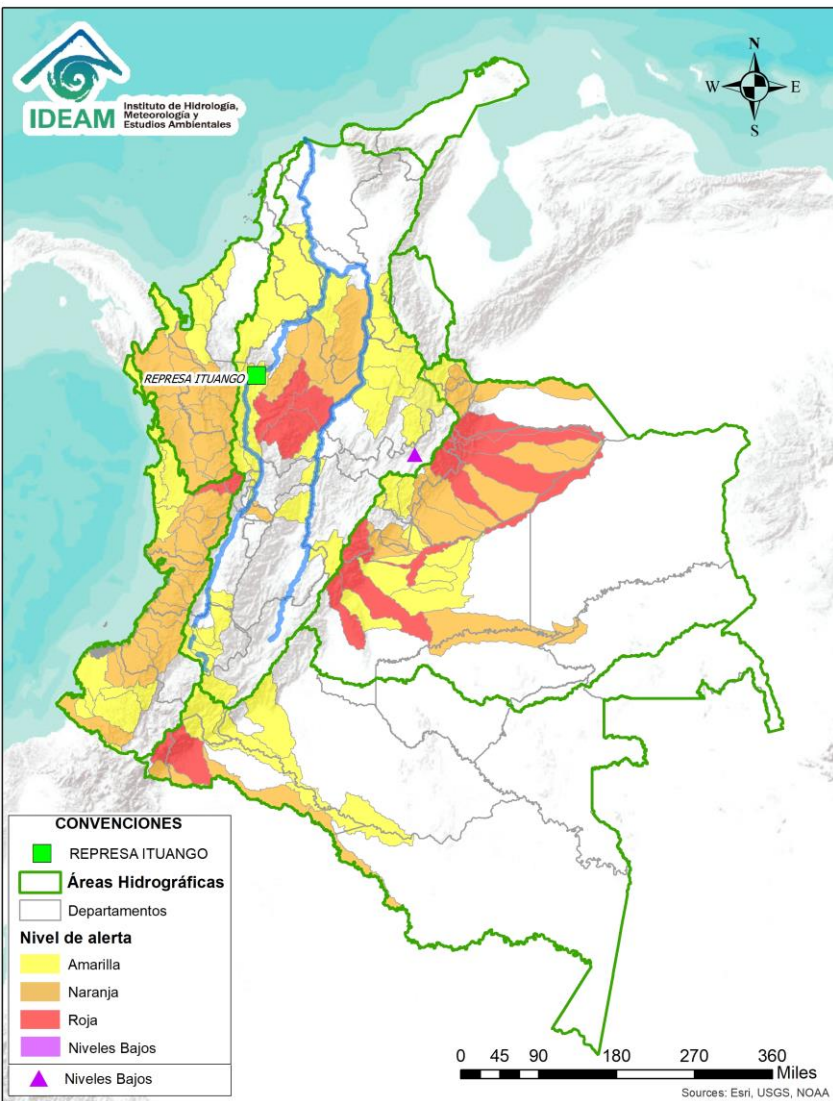 IDEAM
Instituto de Hidrología,
Meteorología y
Estudios Ambientales
N
W
E
S
REPRESA ITUANGO
CONVENCIONES
REPRESA ITUANGO
Áreas Hidrográficas
Departamentos
Nivel de alerta
Amarilla
Naranja
Roja
Niveles Bajos
Niveles Bajos
0 45 90 180 270 360
Miles
Sources: Esri, USGS, NOAA